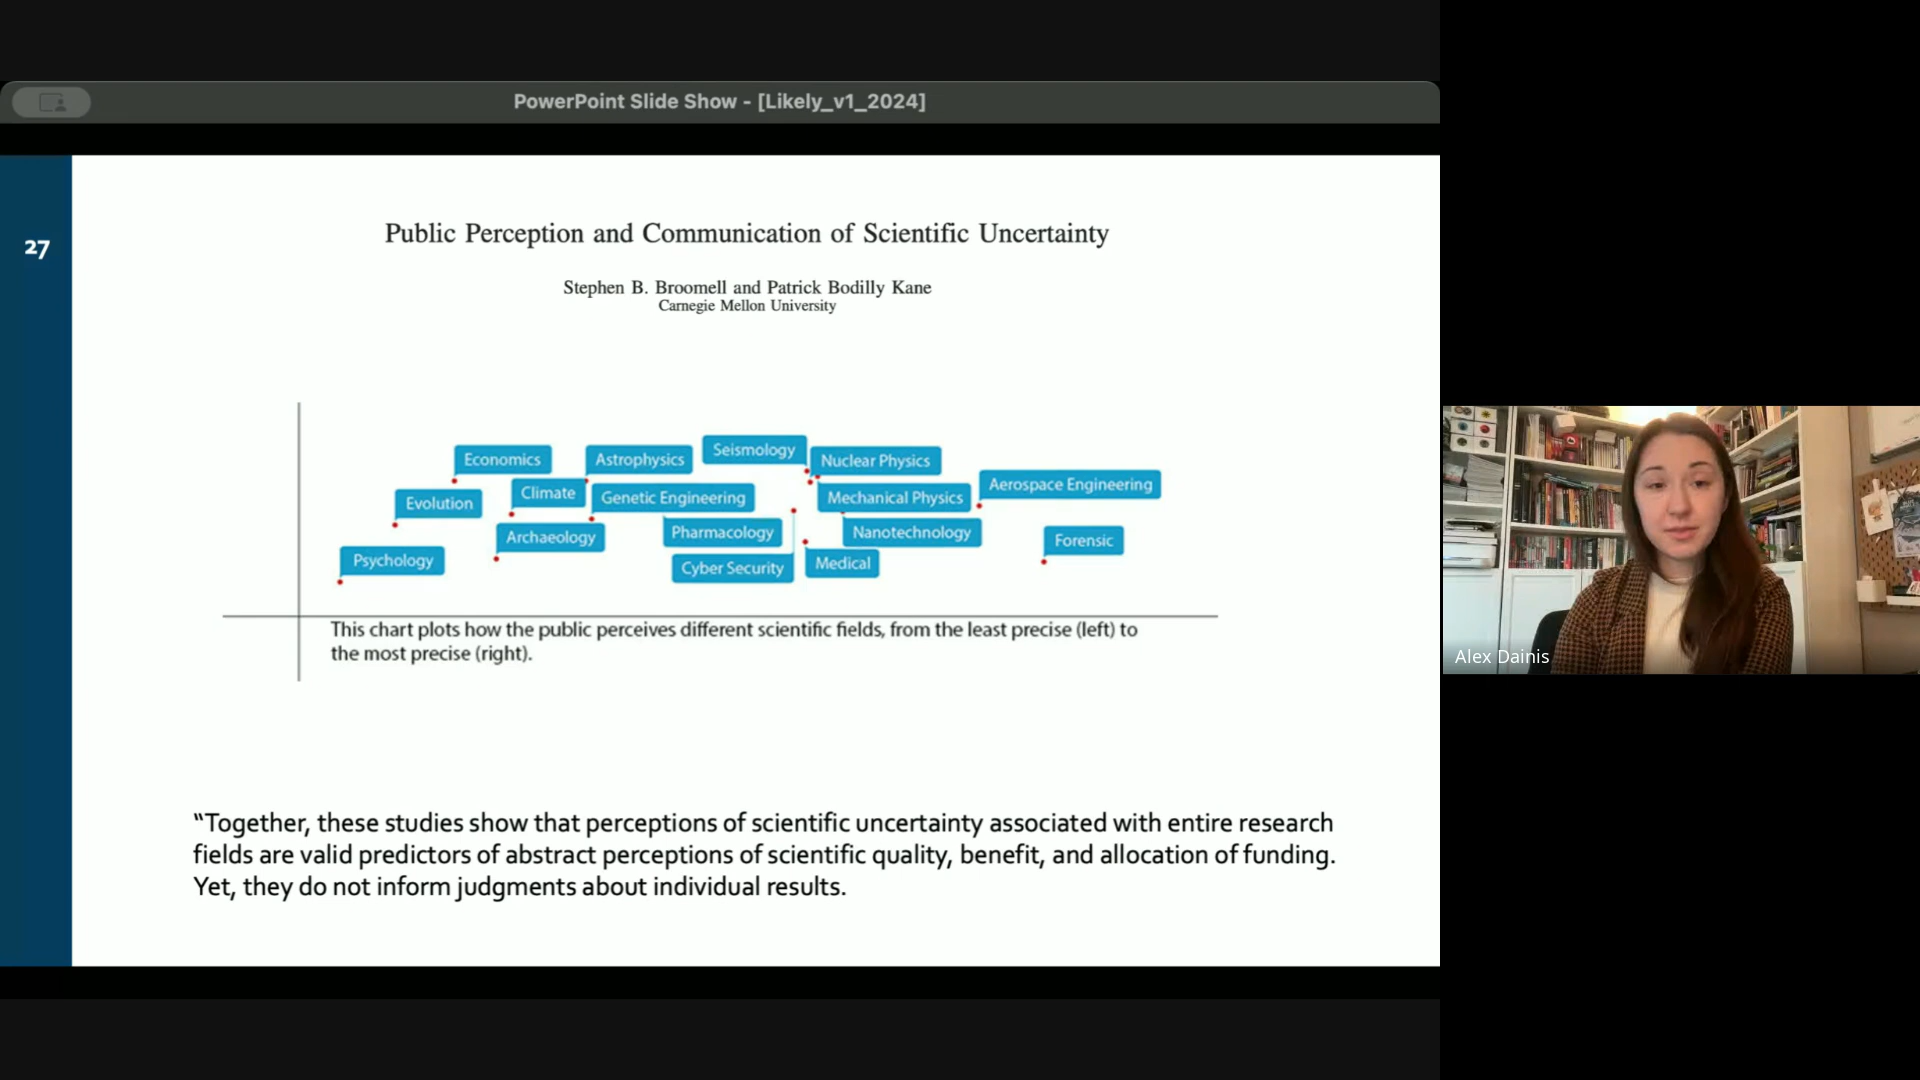 PowerPoint Slide Show - [Likely_v1_2024]
27
Public Perception and Communication of Scientific Uncertainty
Stephen B. Broomell and Patrick Bodilly Kane
Carnegie Mellon University
Economics
Astrophysics
Seismology
Nuclear Physics
Evolution
Climate
Genetic Engineering
Mechanical Physics
Aerospace Engineering
Archaeology
Pharmacology
Nanotechnology
Forensic
Psychology
Cyber Security
Medical
This chart plots how the public perceives different scientific fields, from the least precise (left) to
the most precise (right).
“Together, these studies show that perceptions of scientific uncertainty associated with entire research
fields are valid predictors of abstract perceptions of scientific quality, benefit, and allocation of funding.
Yet, they do not inform judgments about individual results.
Alex Dainis